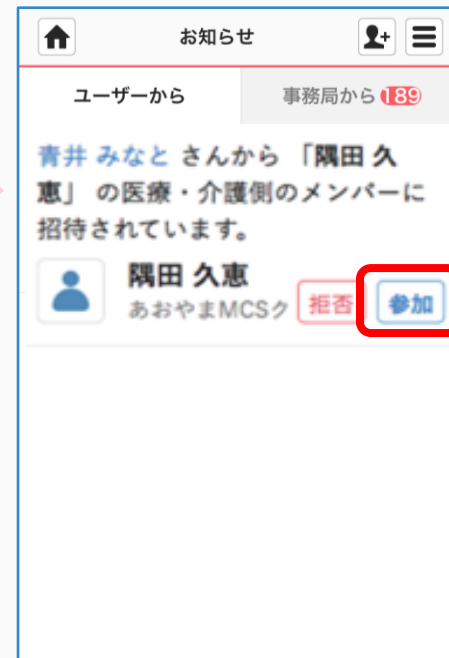 お知らせ
ユーザーから
事務局から 189
青井 みなと さんから 「隅田 久
恵」 の医療・介護側のメンバーに
招待されています。
隅田 久恵
あおやまMCSク 拒否 参加